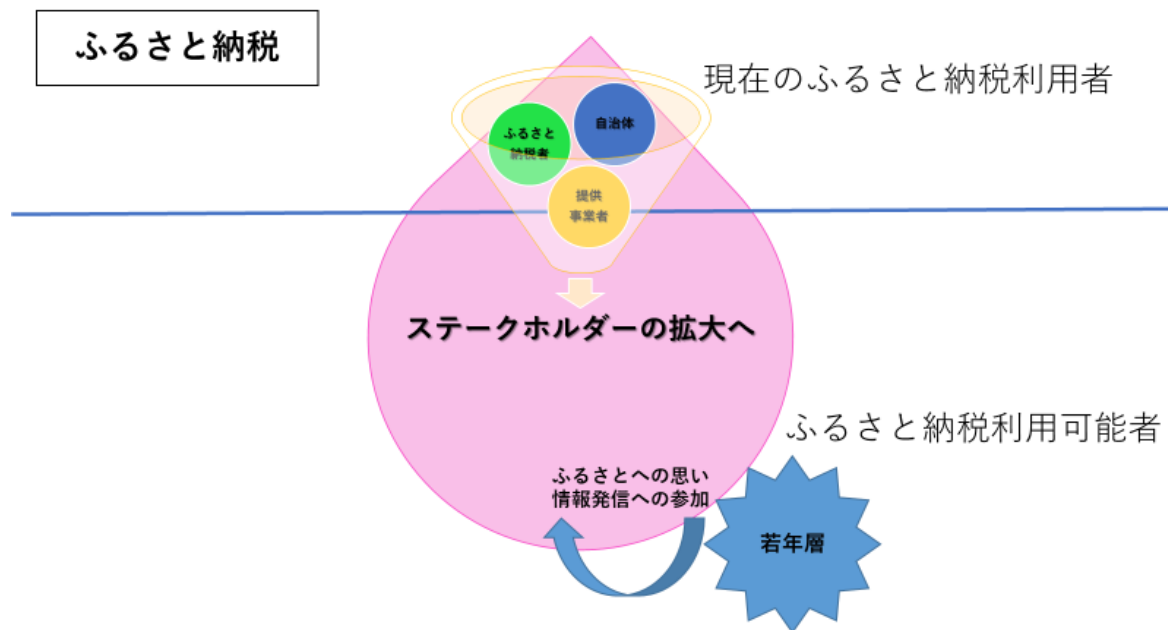 ふるさと納税
現在のふるさと納税利用者
ふるさと
納税者
自治体
提供
事業者
ステークホルダーの拡大へ
ふるさと納税利用可能者
ふるさとへの思い
情報発信への参加
若年層